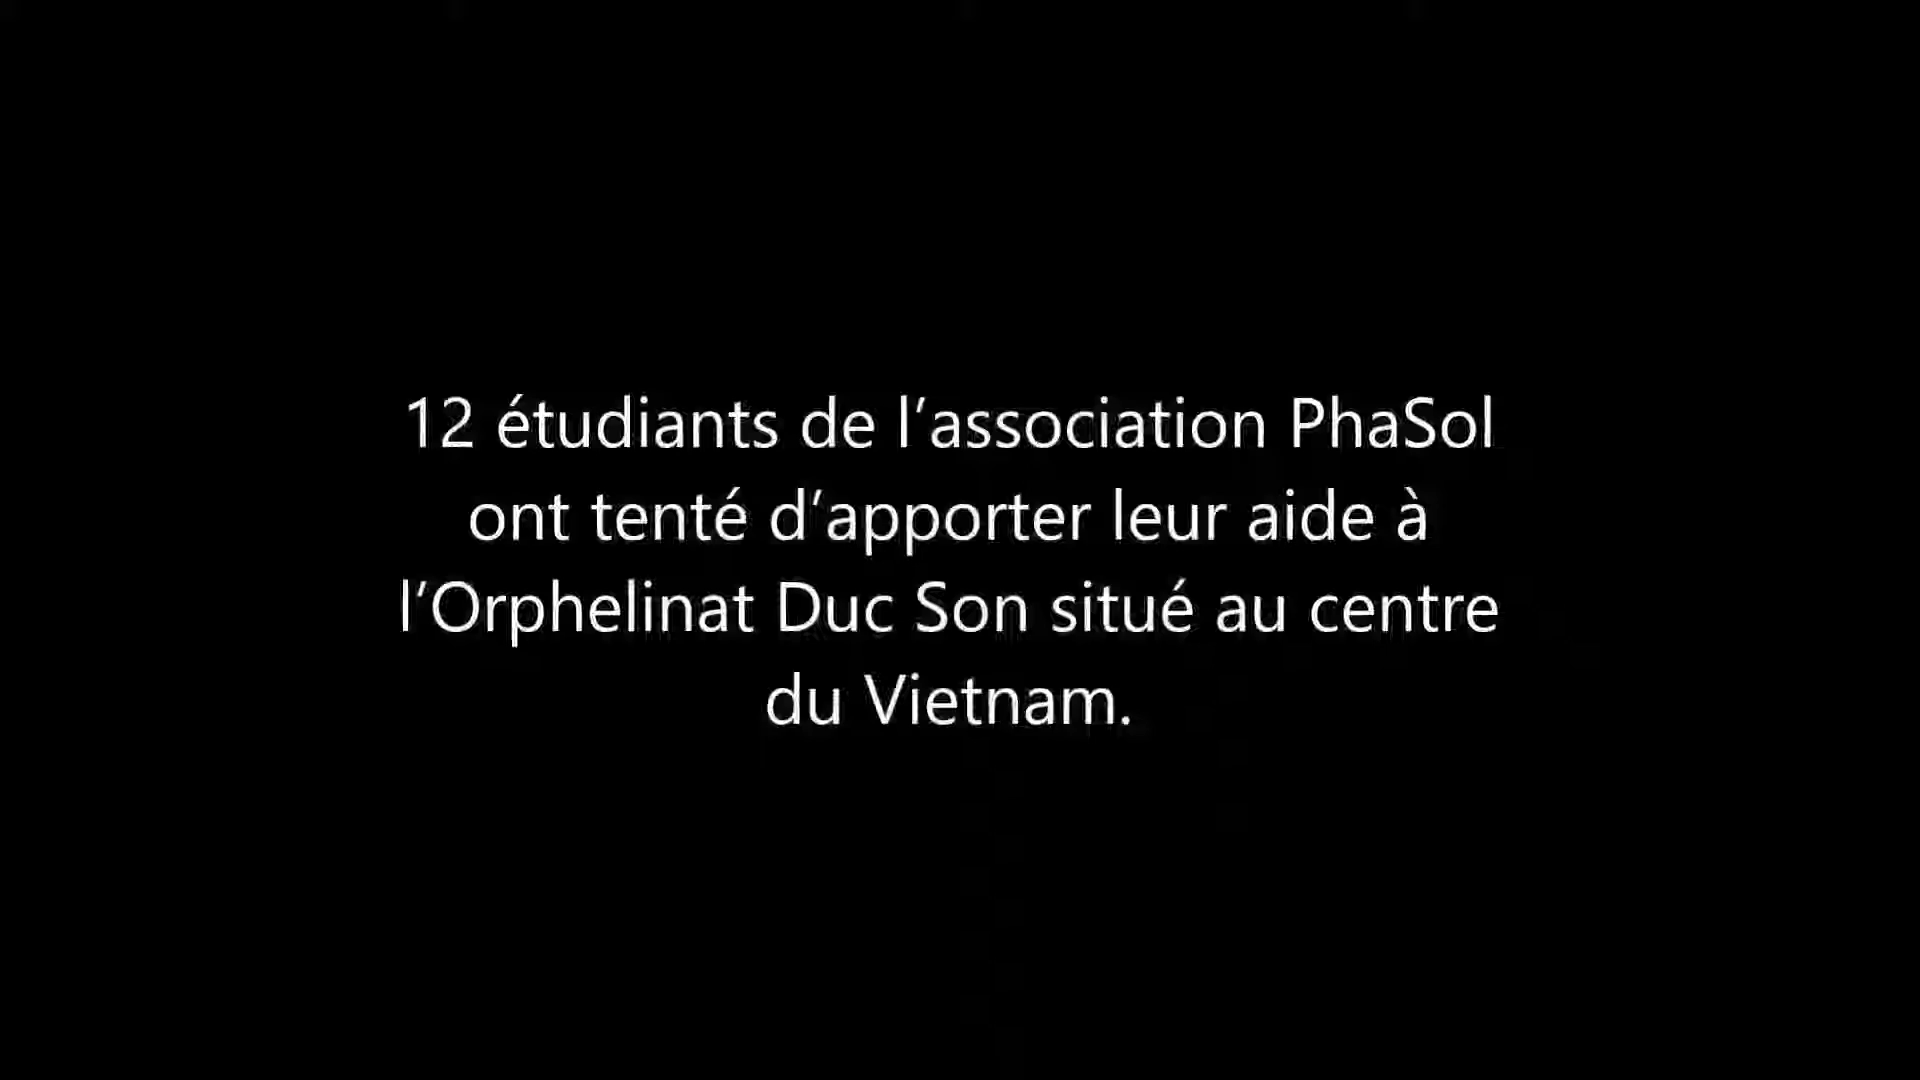 12 étudiants de l’association PhaSol
ont tenté d’apporter leur aide à
l’Orphelinat Duc Son situé au centre
du Vietnam.